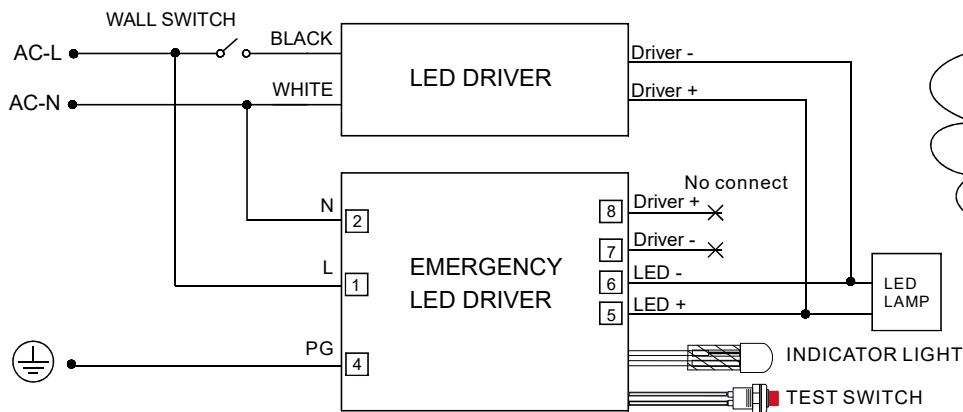 WALL SWITCH
AC-L
BLACK
AC-N
WHITE
LED DRIVER
Driver -
Driver +
No connect
N
2
L
1
PG
4
EMERGENCY
LED DRIVER
8
Driver +
7
Driver -
6
LED -
5
LED +
LED
LAMP
INDICATOR LIGHT
TEST SWITCH